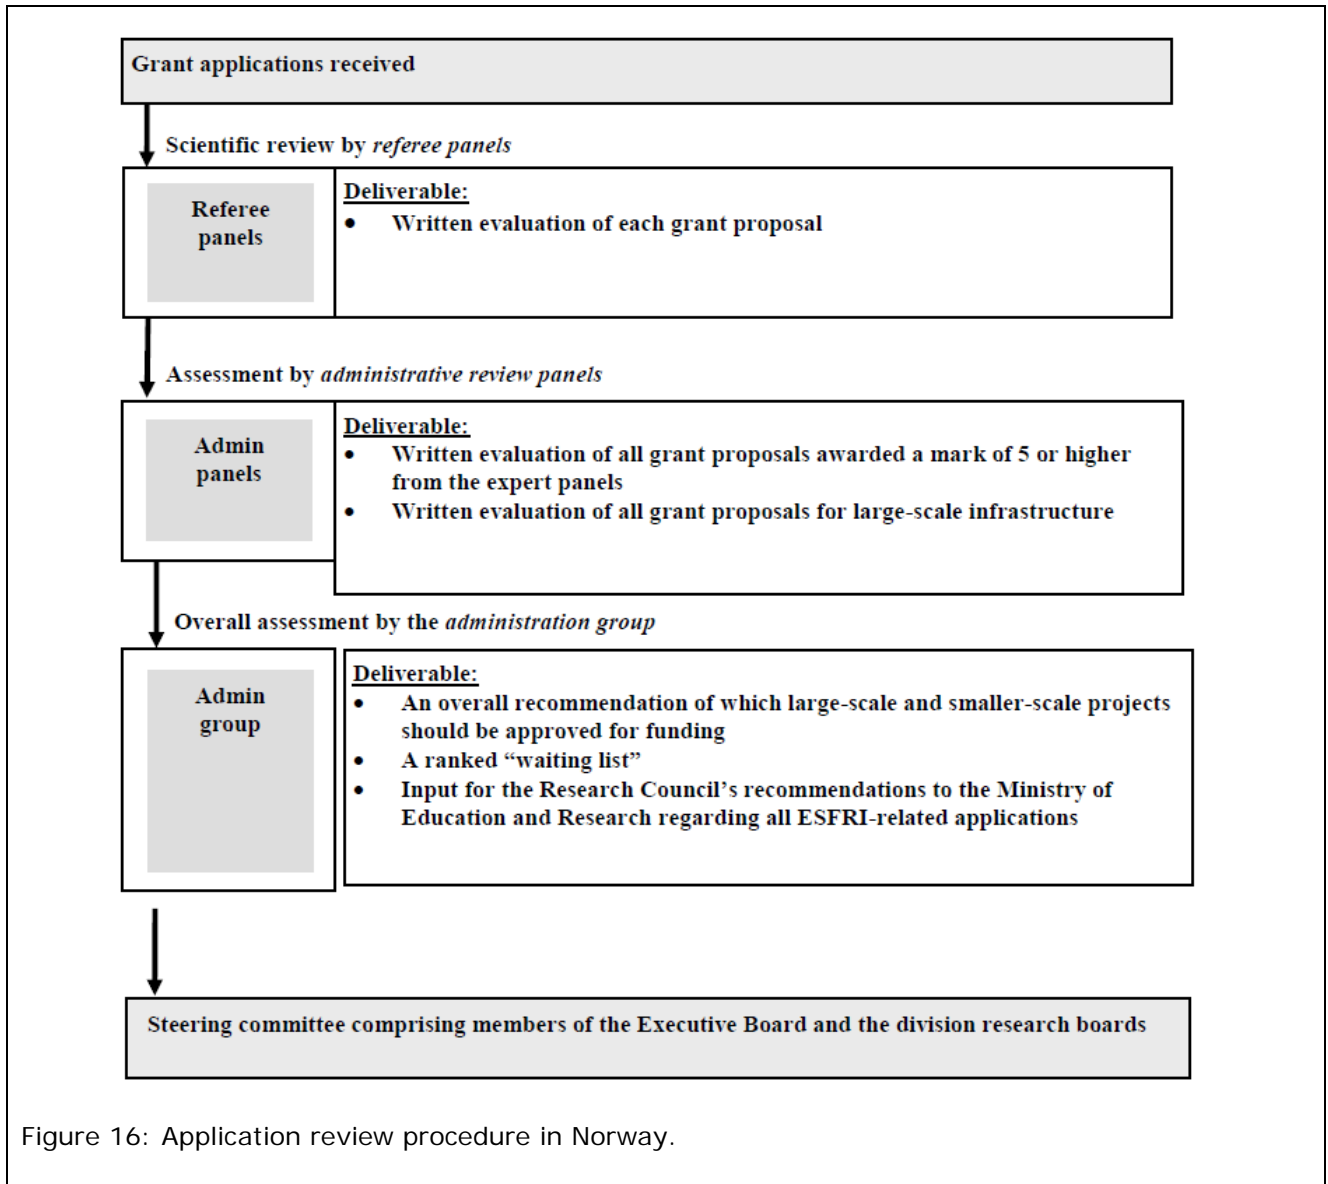 Grant applications received
Scientific review by referee panels
Referee
panels
Deliverable:
• Written evaluation of each grant proposal
Assessment by administrative review panels
Admin
panels
Deliverable:
• Written evaluation of all grant proposals awarded a mark of 5 or higher
from the expert panels
• Written evaluation of all grant proposals for large-scale infrastructure
Overall assessment by the administration group
Admin
group
Deliverable:
• An overall recommendation of which large-scale and smaller-scale projects
should be approved for funding
• A ranked “waiting list”
• Input for the Research Council’s recommendations to the Ministry of
Education and Research regarding all ESFRI-related applications
Steering committee comprising members of the Executive Board and the division research boards
Figure 16: Application review procedure in Norway.